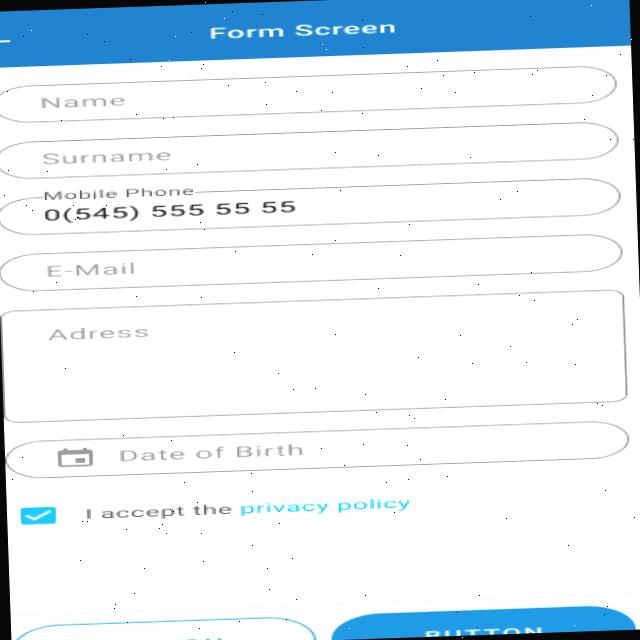 Form Screen
Name
Surname
Mobile Phone
0(545) 555 55 55
E-Mail
Adress
Date of Birth
I accept the privacy policy
BUTTON